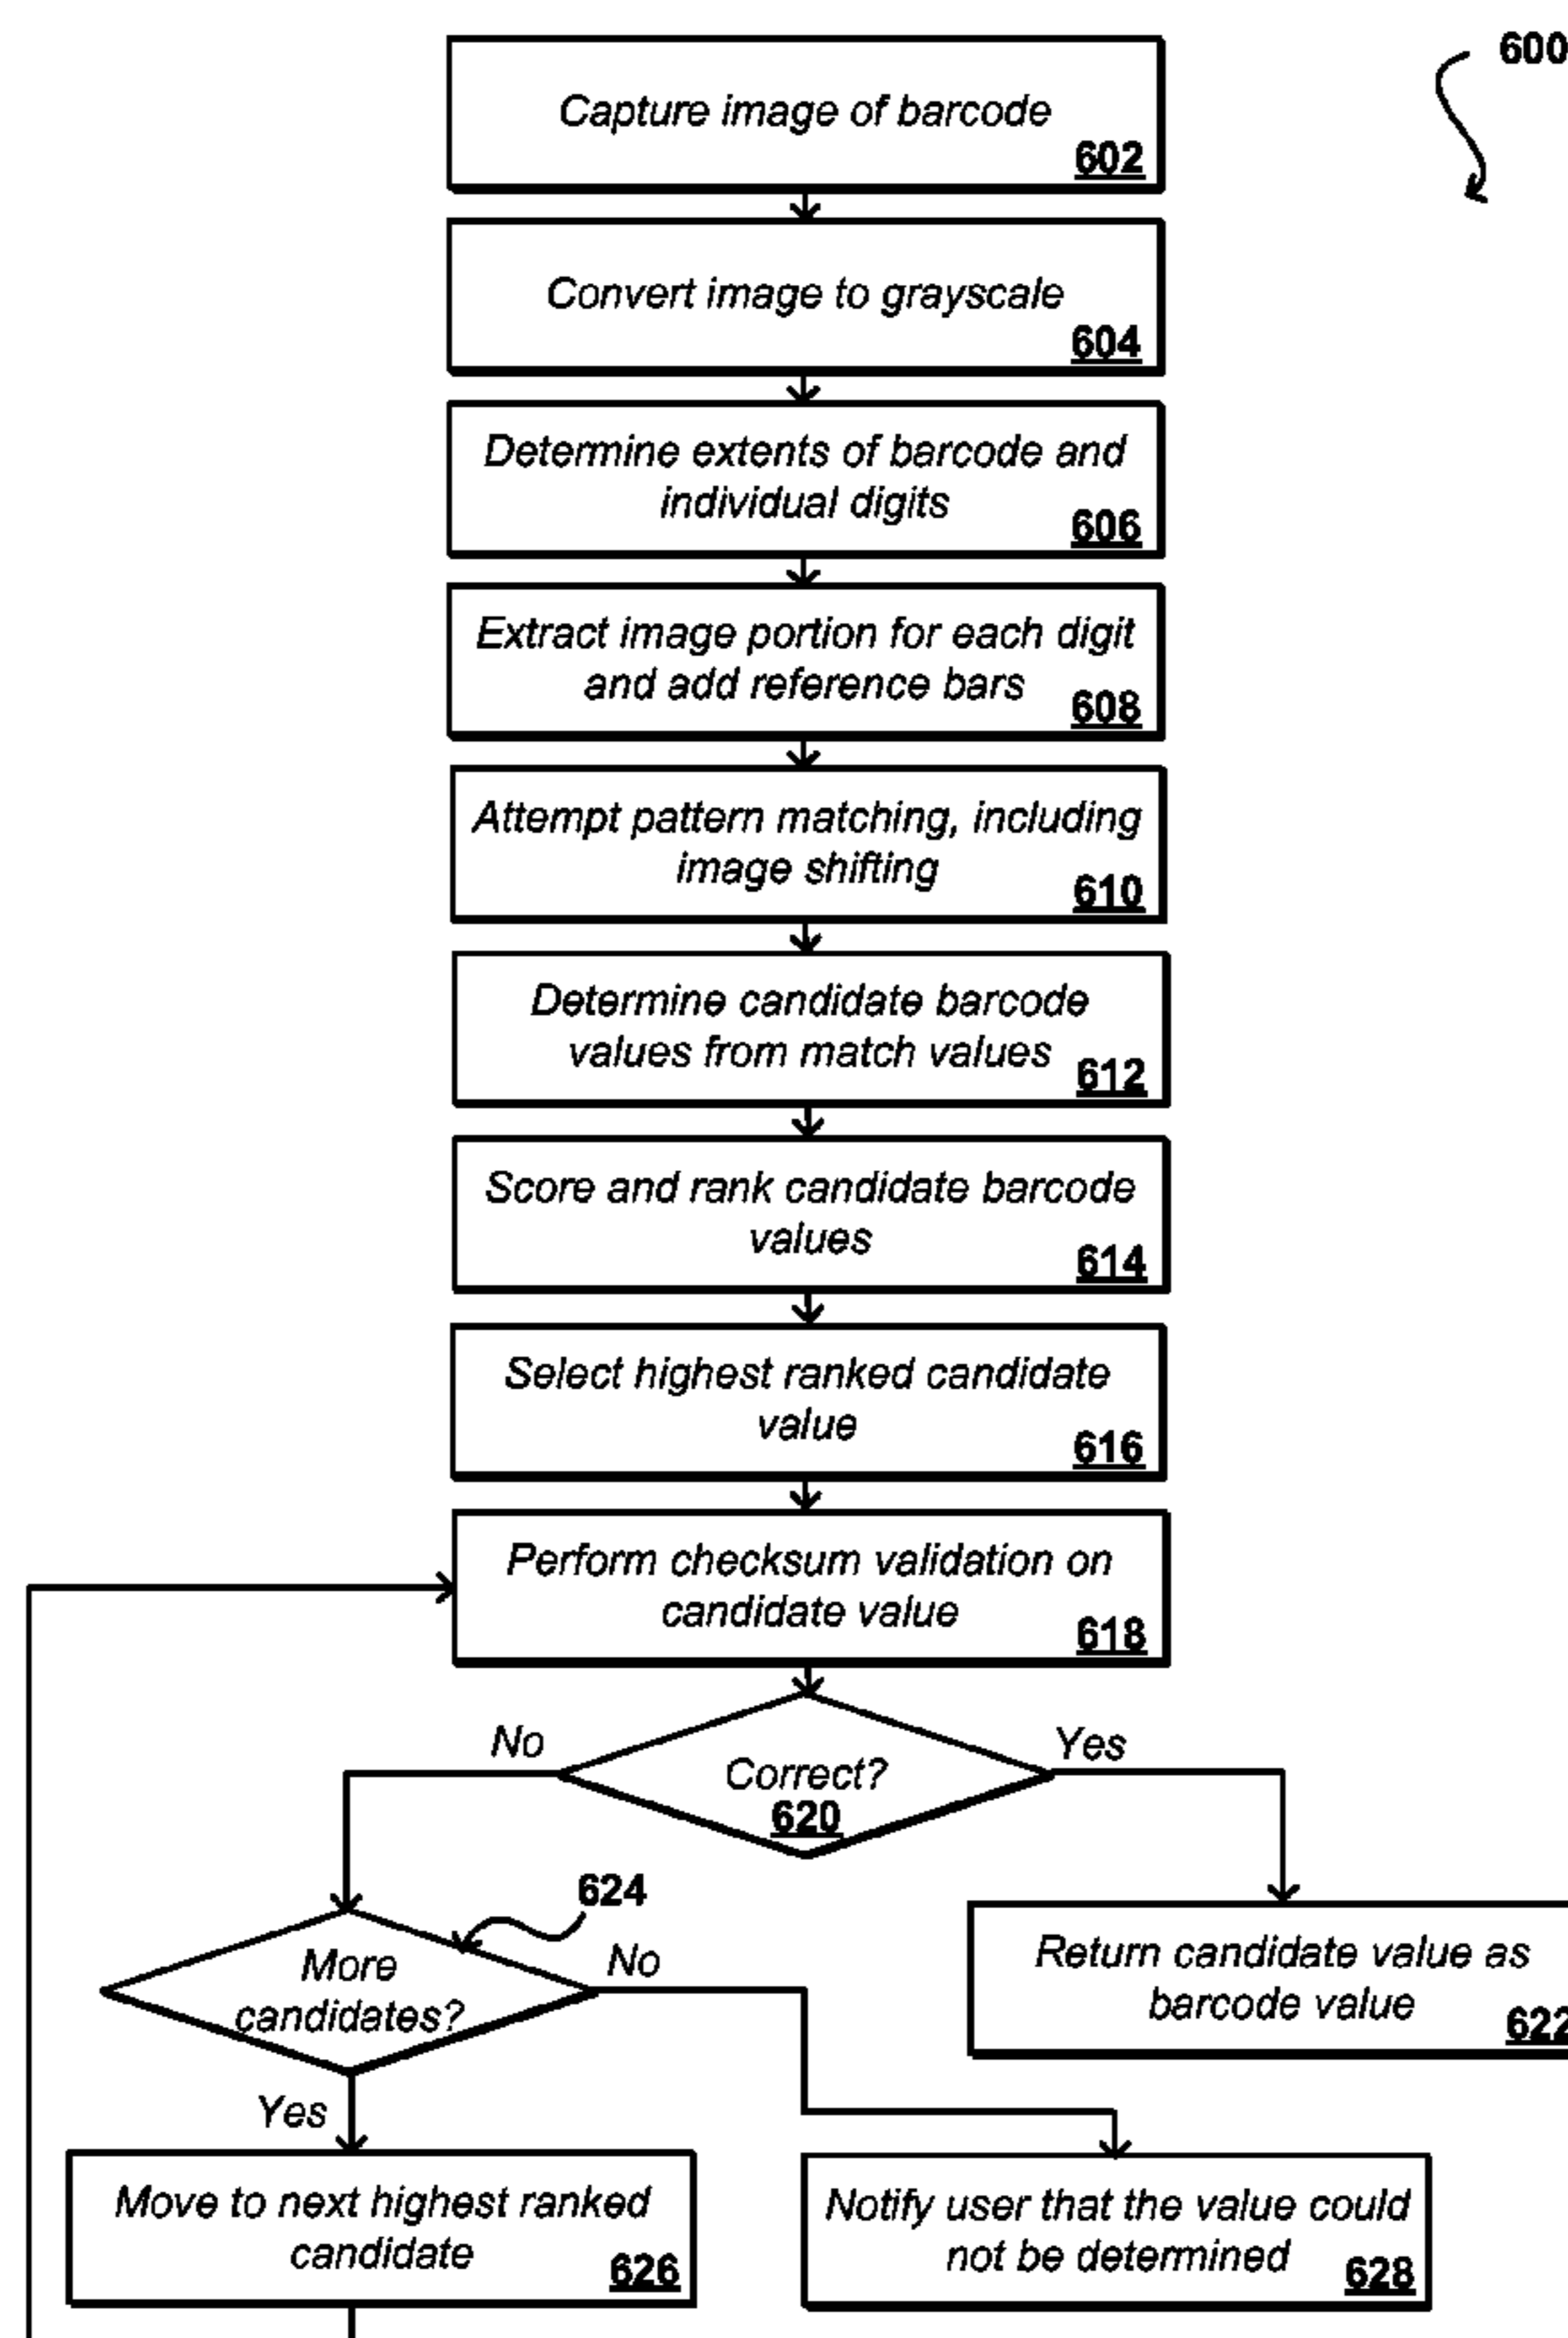 600
Capture image of barcode
602
Convert image to grayscale
604
Determine extents of barcode and
individual digits
606
Extract image portion for each digit
and add reference bars
608
Attempt pattern matching, including
image shifting
610
Determine candidate barcode
values from match values
612
Score and rank candidate barcode
values
614
Select highest ranked candidate
value
616
Perform checksum validation on
candidate value
618
No
Yes
Correct?
620
624
More
candidates?
No
Return candidate value as
barcode value
622
Yes
Move to next highest ranked
candidate
626
Notify user that the value could
not be determined
628